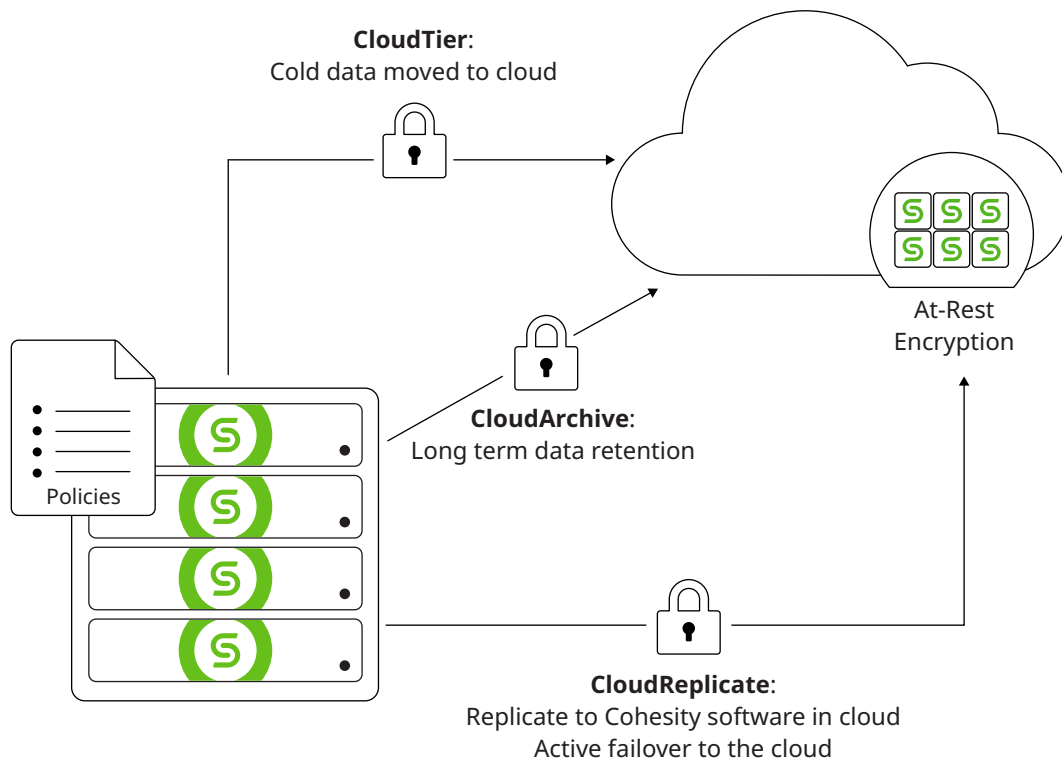 CloudTier:
Cold data moved to cloud
At-Rest
Encryption
Policies
CloudArchive:
Long term data retention
CloudReplicate:
Replicate to Cohesity software in cloud
Active failover to the cloud